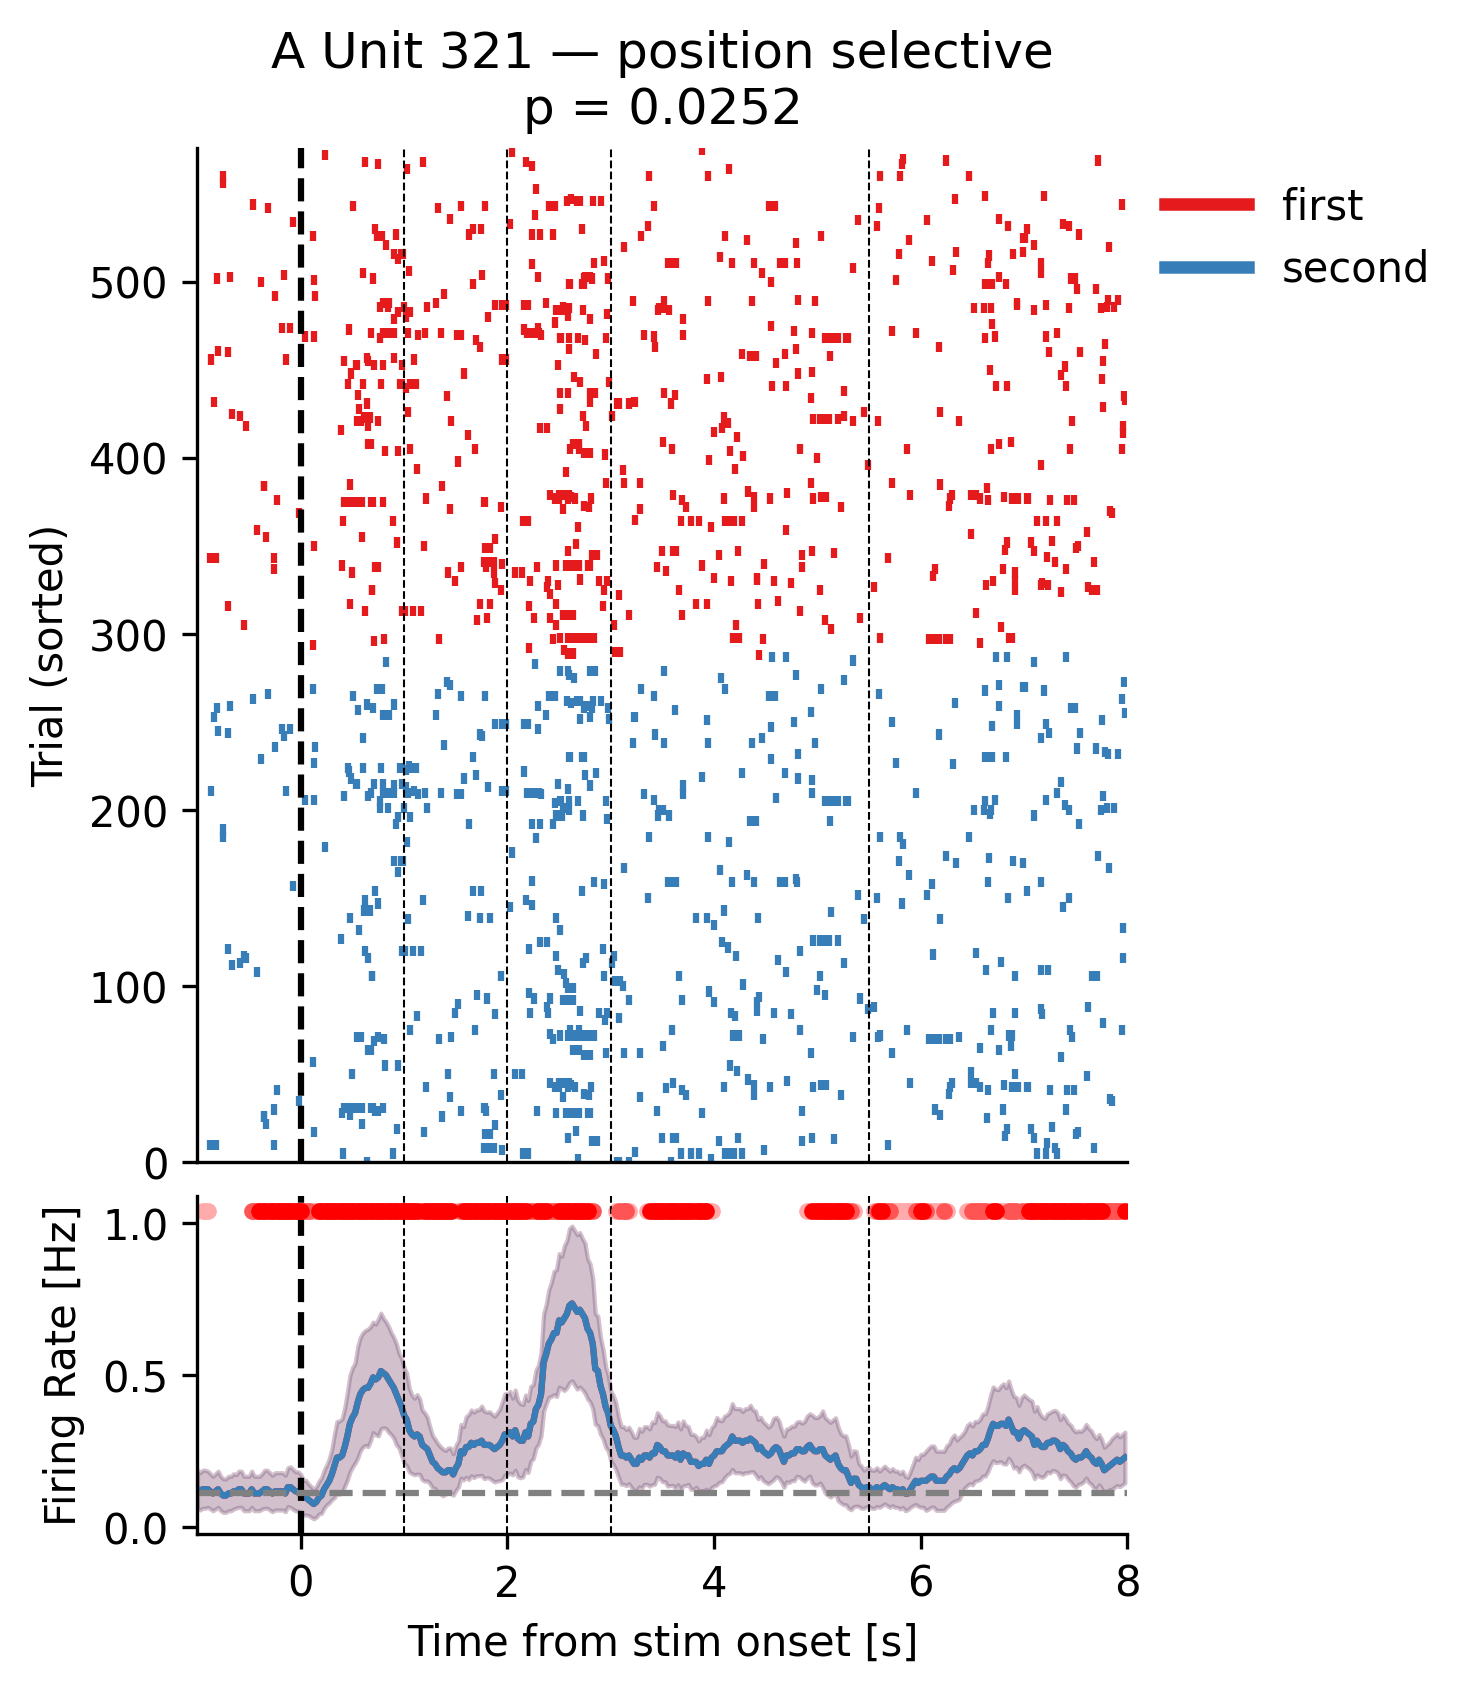 A Unit 321 — position selective
p = 0.0252
first
second
Trial (sorted)
500
400
300
200
100
0
Firing Rate [Hz]
1.0
0.5
0.0
0 2 4 6 8
Time from stim onset [s]